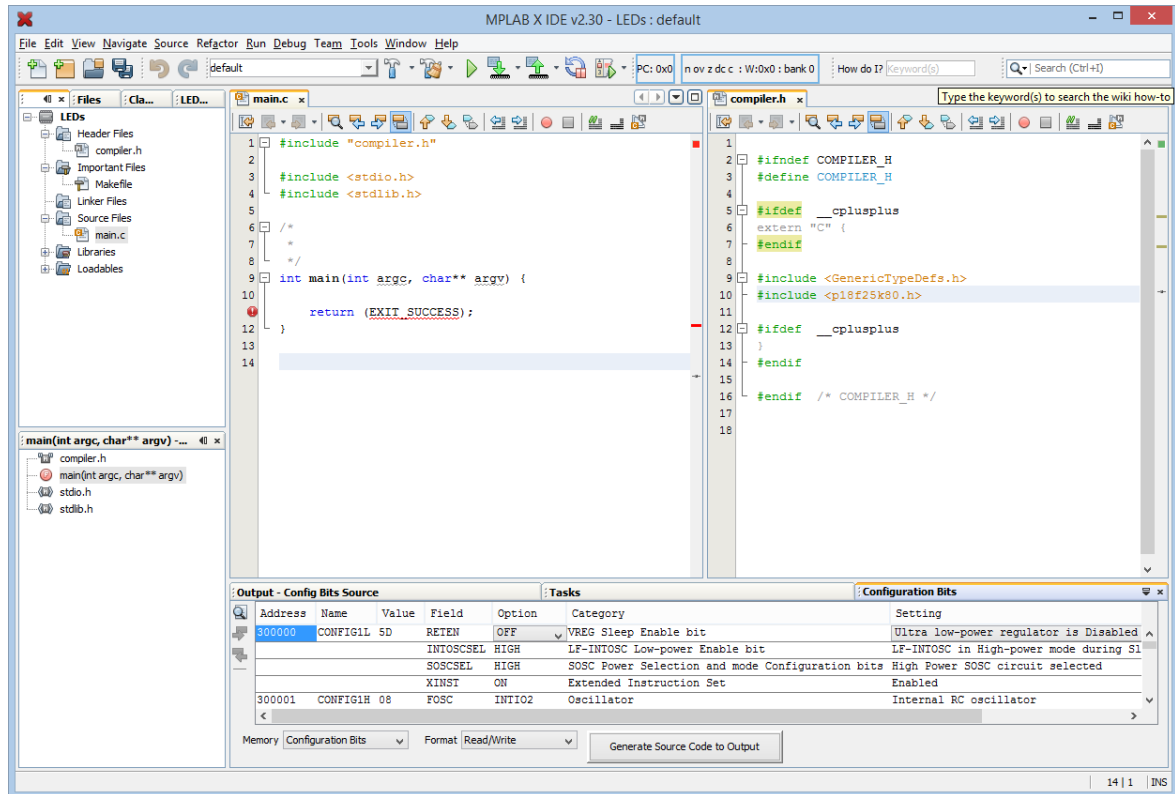 MPLAB X IDE v2.30 - LEDs : default
File Edit View Navigate Source Refactor Run Debug Team Tools Window Help
default
PC: 0x0
n ov z dc c : W:0x0 : bank 0
How do I? Keyword(s)
Search (Ctrl+I)
Files
Cla...
LED...
LEDs
Header Files
compiler.h
Important Files
Makefile
Linker Files
Source Files
main.c
Libraries
Loadables
main(int argc, char** argv) -...
compiler.h
main(int argc, char** argv)
stdio.h
stdlib.h
main.c x
1 #include "compiler.h"
2
3 #include <stdio.h>
4 #include <stdlib.h>
5
6 /*
7 *
8 */
9 int main(int argc, char** argv) {
10
return (EXIT_SUCCESS);
12 }
13
14
compiler.h x
Type the keyword(s) to search the wiki how-to
1
2 #ifndef COMPILER_H
3 #define COMPILER_H
4
5 #ifdef __cplusplus
6 extern "C" {
7 #endif
8
9 #include <GenericTypeDefs.h>
10 #include <p18f25k80.h>
11
12 #ifdef __cplusplus
13 }
14 #endif
15
16 #endif /* COMPILER_H */
17
18
Output - Config Bits Source
Tasks
Configuration Bits
Address Name Value Field Option Category Setting
300000 CONFIG1L 5D RETEN OFF VREG Sleep Enable bit Ultra low-power regulator is Disabled
INTOSCSEL HIGH LF-INTOSC Low-power Enable bit LF-INTOSC in High-power mode during Sl
SOSCSEL HIGH SOSC Power Selection and mode Configuration bits High Power SOSC circuit selected
XINST ON Extended Instruction Set Enabled
300001 CONFIG1H 08 FOSC INTIO2 Oscillator Internal RC oscillator
Memory Configuration Bits Format Read/Write Generate Source Code to Output
14 | 1 INS